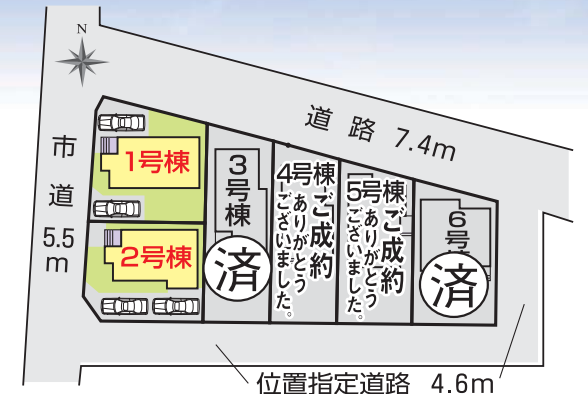 N
道路 7.4m
市道
5.5
m
1号棟
2号棟
3号棟
済
4号棟ご成約
ありがとう
ございました。
5号棟ご成約
ありがとう
ございました。
6号
済
位置指定道路 4.6m